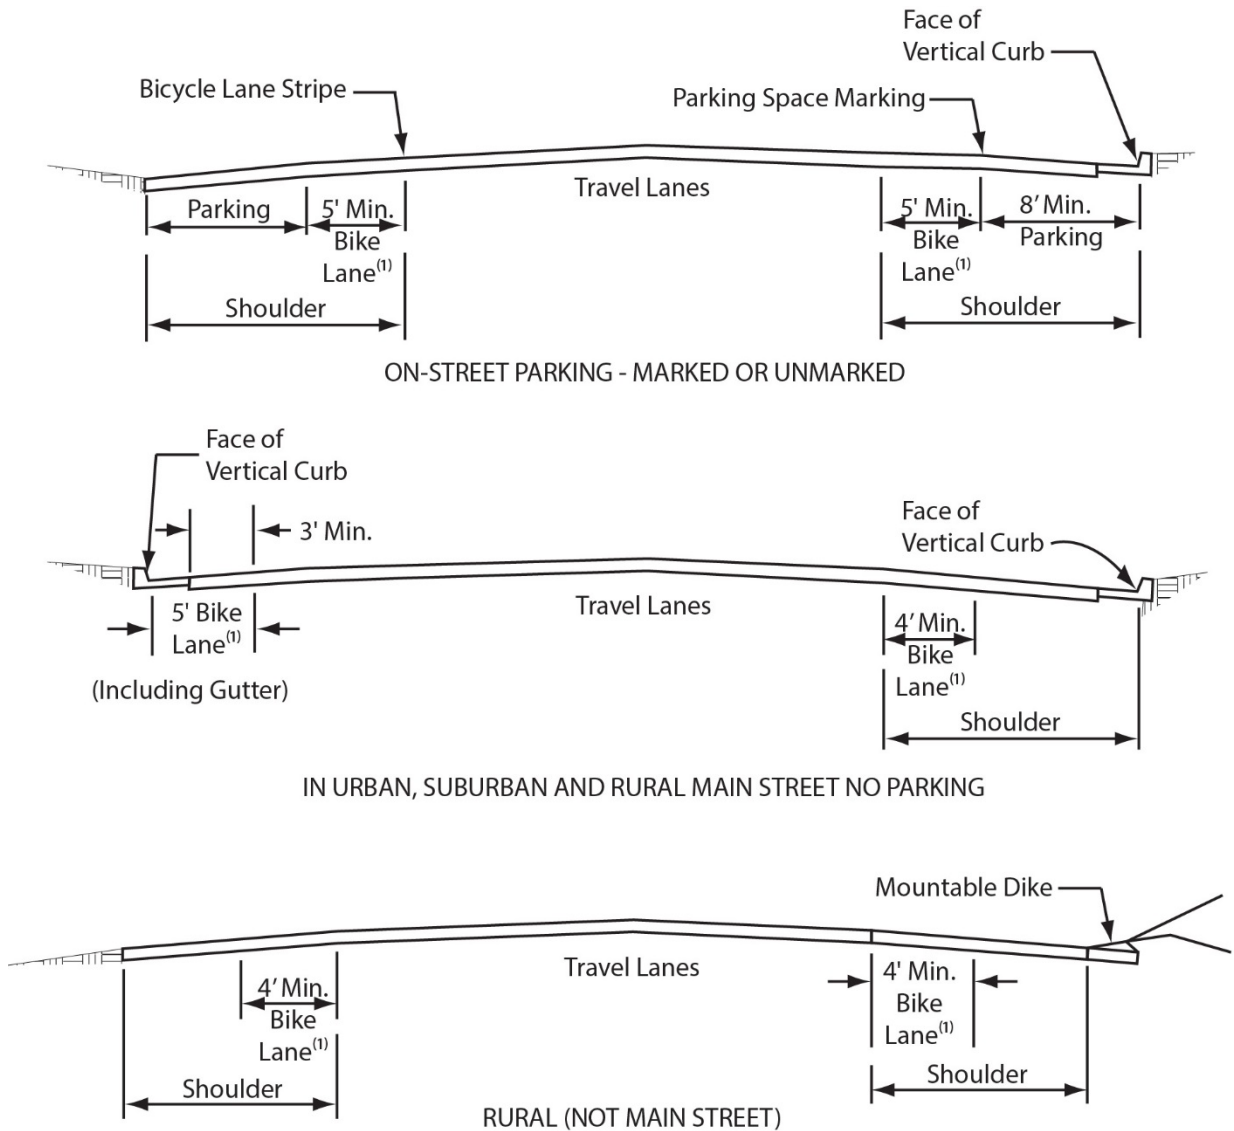 Face of
Vertical Curb
Bicycle Lane Stripe
Parking Space Marking
Travel Lanes
Parking
5' Min.
Bike
Lane(1)
5' Min.
Bike
Lane(1)
8' Min.
Parking
Shoulder
Shoulder
ON-STREET PARKING - MARKED OR UNMARKED
Face of
Vertical Curb
3' Min.
Face of
Vertical Curb
Travel Lanes
5' Bike
Lane(1)
(Including Gutter)
4' Min.
Bike
Lane(1)
Shoulder
IN URBAN, SUBURBAN AND RURAL MAIN STREET NO PARKING
Mountable Dike
Travel Lanes
4' Min.
Bike
Lane(1)
4' Min.
Bike
Lane(1)
Shoulder
Shoulder
RURAL (NOT MAIN STREET)